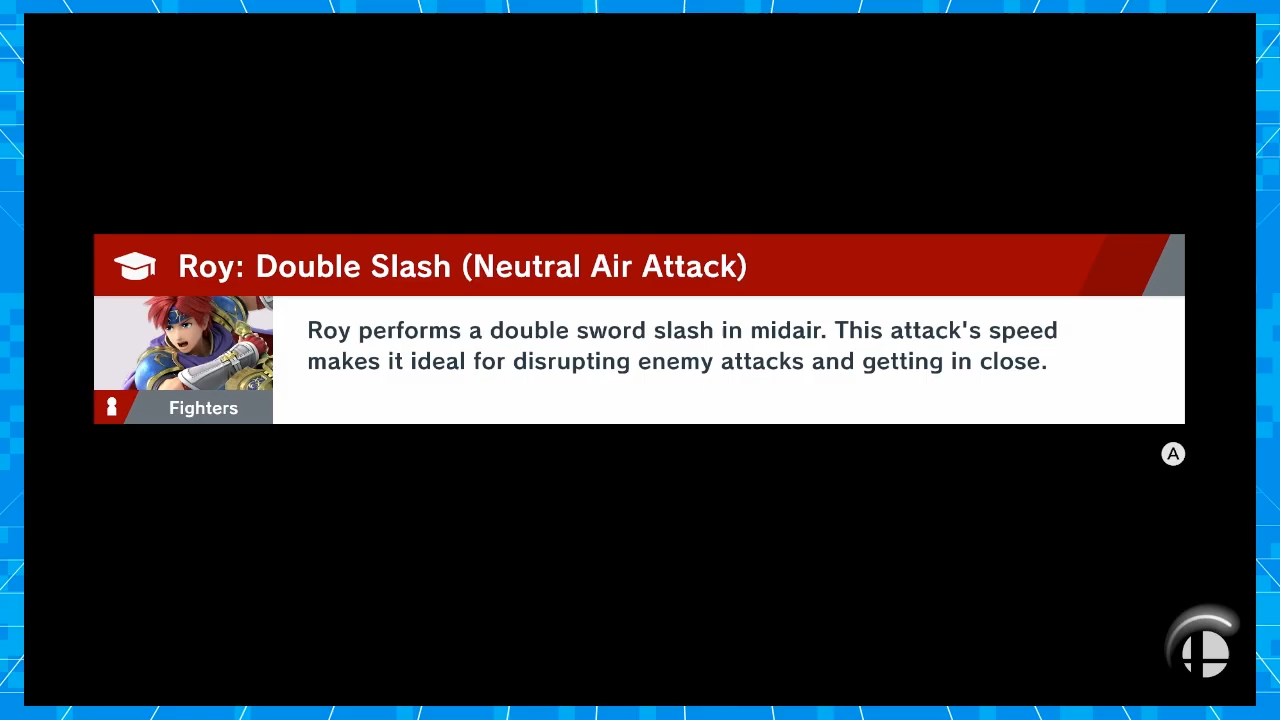 Roy: Double Slash (Neutral Air Attack)
Roy performs a double sword slash in midair. This attack's speed
makes it ideal for disrupting enemy attacks and getting in close.
Fighters
A